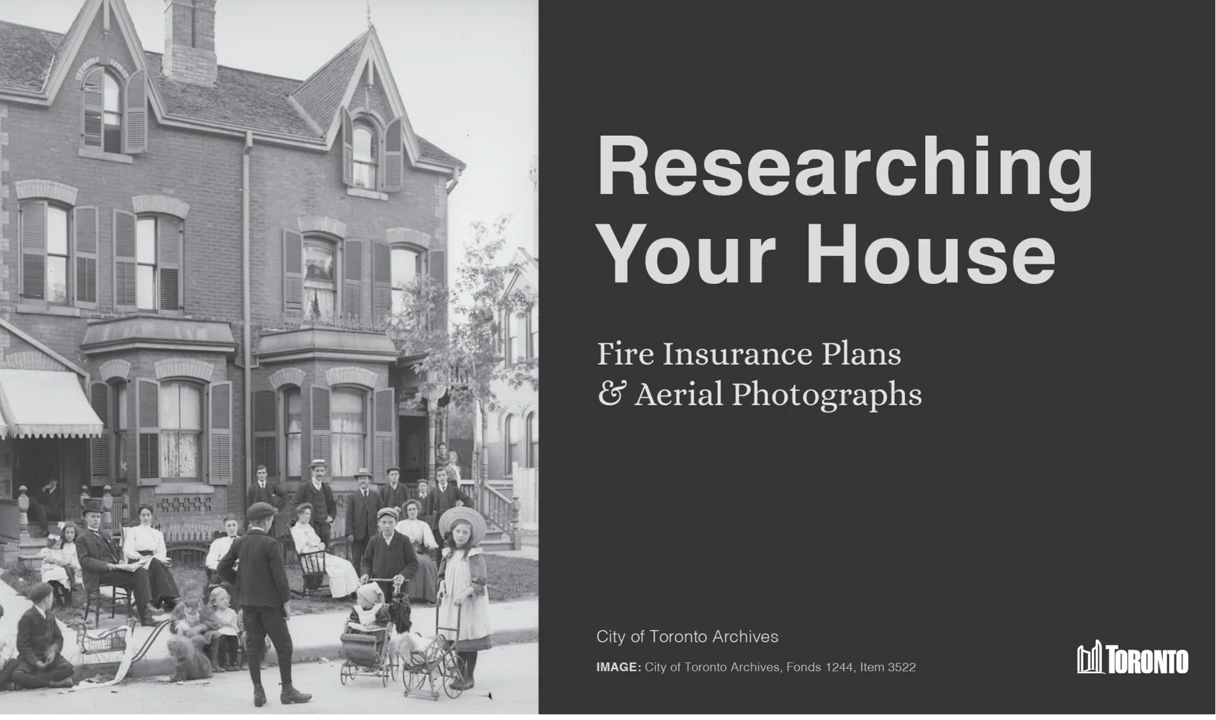 Researching
Your House
Fire Insurance Plans
& Aerial Photographs
City of Toronto Archives
IMAGE: City of Toronto Archives, Fonds 1244, Item 3522
TORONTO